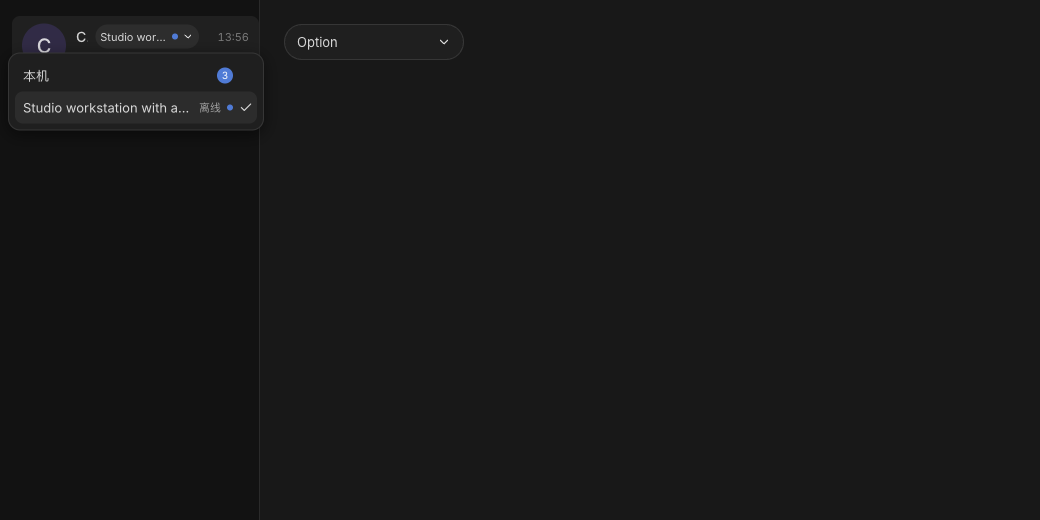 C
C
Studio wor...
13:56
Option
本机
3
Studio workstation with a...
离线